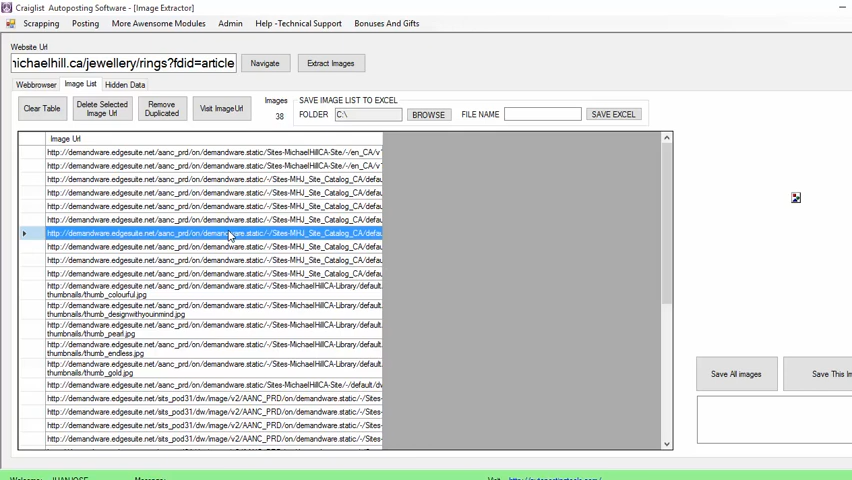 Craiglist Autoposting Software - [Image Extractor]
Scrapping Posting More Awensome Modules Admin Help -Technical Support Bonuses And Gifts
Website Url
michaelhill.ca/jewellery/rings?fdid=article Navigate Extract Images
Webbrowser Image List Hidden Data
Clear Table Delete Selected Image Url Remove Duplicated Visit ImageUrl Images 38
SAVE IMAGE LIST TO EXCEL
FOLDER C:\ BROWSE FILE NAME SAVE EXCEL
Image Url
http://demandware.edgesuite.net/aanc_prd/on/demandware.static/Sites-MichaelHillCA-Site/-/en_CA/v
http://demandware.edgesuite.net/aanc_prd/on/demandware.static/Sites-MichaelHillCA-Site/-/en_CA/v
http://demandware.edgesuite.net/aanc_prd/on/demandware.static/-/Sites-MHJ_Site_Catalog_CA/defau
http://demandware.edgesuite.net/aanc_prd/on/demandware.static/-/Sites-MHJ_Site_Catalog_CA/defau
http://demandware.edgesuite.net/aanc_prd/on/demandware.static/-/Sites-MHJ_Site_Catalog_CA/defau
http://demandware.edgesuite.net/aanc_prd/on/demandware.static/-/Sites-MHJ_Site_Catalog_CA/defau
http://demandware.edgesuite.net/aanc_prd/on/demandware.static/-/Sites-MHJ_Site_Catalog_CA/defau
http://demandware.edgesuite.net/aanc_prd/on/demandware.static/-/Sites-MHJ_Site_Catalog_CA/defau
http://demandware.edgesuite.net/aanc_prd/on/demandware.static/-/Sites-MHJ_Site_Catalog_CA/defau
http://demandware.edgesuite.net/aanc_prd/on/demandware.static/-/Sites-MHJ_Site_Catalog_CA/defau
http://demandware.edgesuite.net/aanc_prd/on/demandware.static/-/Sites-MichaelHillCA-Library/default.
thumbnails/thumb_colourful.jpg
http://demandware.edgesuite.net/aanc_prd/on/demandware.static/-/Sites-MichaelHillCA-Library/default.
thumbnails/thumb_designwithyouinmind.jpg
http://demandware.edgesuite.net/aanc_prd/on/demandware.static/-/Sites-MichaelHillCA-Library/default.
thumbnails/thumb_pearl.jpg
http://demandware.edgesuite.net/aanc_prd/on/demandware.static/-/Sites-MichaelHillCA-Library/default.
thumbnails/thumb_endless.jpg
http://demandware.edgesuite.net/aanc_prd/on/demandware.static/-/Sites-MichaelHillCA-Library/default.
thumbnails/thumb_gold.jpg
http://demandware.edgesuite.net/aanc_prd/on/demandware.static/Sites-MichaelHillCA-Site/-/default/dw
http://demandware.edgesuite.net/sits_pod31/dw/image/v2/AANC_PRD/on/demandware.static/-/Sites-
http://demandware.edgesuite.net/sits_pod31/dw/image/v2/AANC_PRD/on/demandware.static/-/Sites-
http://demandware.edgesuite.net/sits_pod31/dw/image/v2/AANC_PRD/on/demandware.static/-/Sites-
http://demandware.edgesuite.net/sits_pod31/dw/image/v2/AANC_PRD/on/demandware.static/-/Sites-
Save All images Save This Im